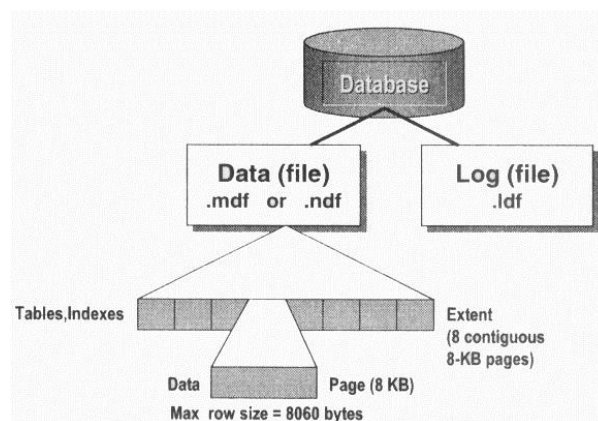 Database
Data (file)
.mdf or .ndf
Log (file)
.ldf
Tables,Indexes
Extent
(8 contiguous
8-KB pages)
Data
Page (8 KB)
Max row size = 8060 bytes